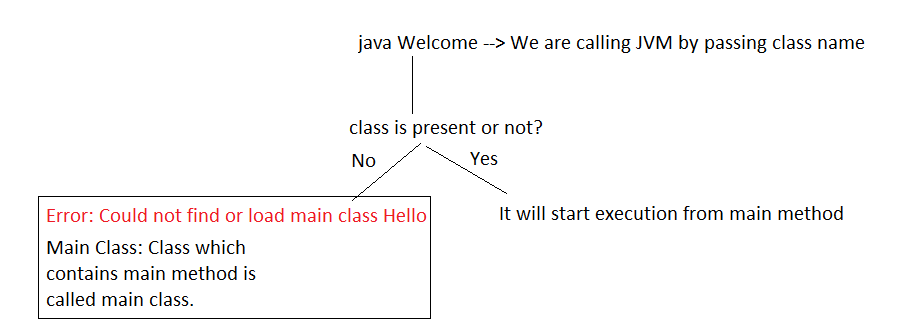 java Welcome --> We are calling JVM by passing class name
class is present or not?
No
Yes
Error: Could not find or load main class Hello
Main Class: Class which
contains main method is
called main class.
It will start execution from main method